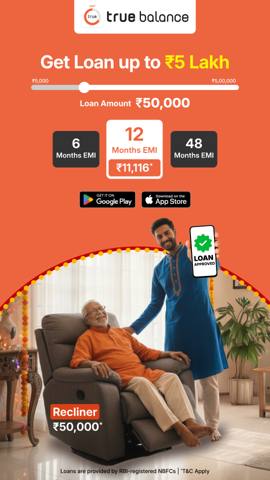 true
true balance
Get Loan up to ₹5 Lakh
₹5,000
₹5,00,000
Loan Amount ₹50,000
6
Months EMI
12
Months EMI
₹11,116*
48
Months EMI
GET IT ON
Google Play
Download on the
App Store
LOAN
APPROVED
Recliner
₹50,000*
Loans are provided by RBI-registered NBFCs | *T&C Apply